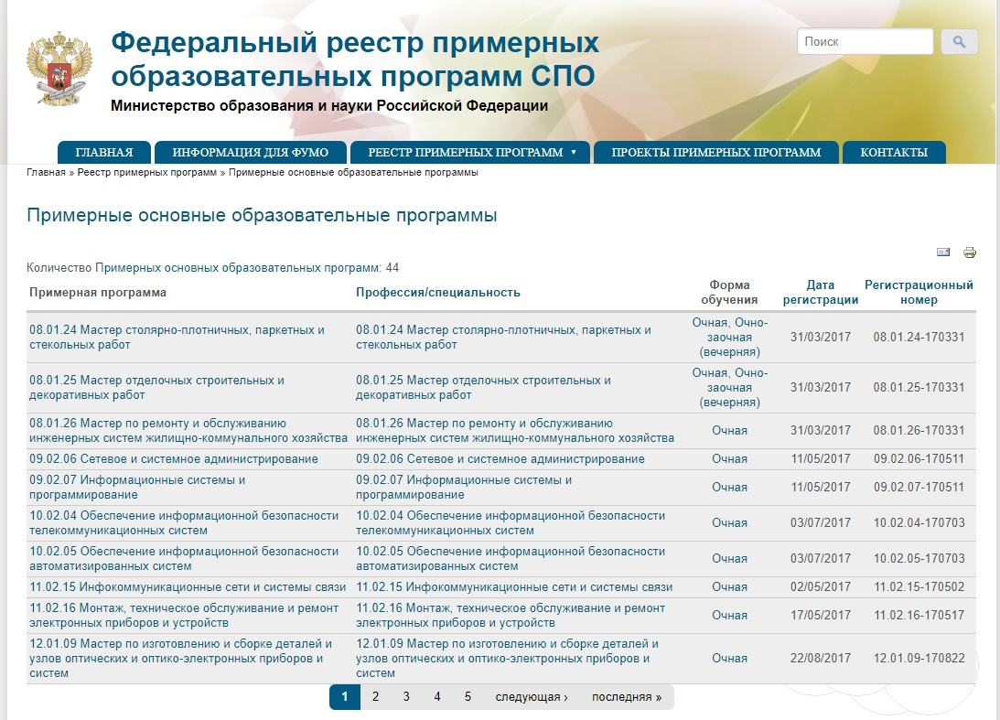 Федеральный реестр примерных
образовательных программ СПО
Министерство образования и науки Российской Федерации
Поиск
ГЛАВНАЯ
ИНФОРМАЦИЯ ДЛЯ ФУМО
РЕЕСТР ПРИМЕРНЫХ ПРОГРАММ
ПРОЕКТЫ ПРИМЕРНЫХ ПРОГРАММ
КОНТАКТЫ
Главная » Реестр примерных программ » Примерные основные образовательные программы
Примерные основные образовательные программы
Количество Примерных основных образовательных программ: 44
Примерная программа
Профессия/специальность
Форма
обучения
Дата
регистрации
Регистрационный
номер
08.01.24 Мастер столярно-плотничных, паркетных и
стекольных работ
08.01.24 Мастер столярно-плотничных, паркетных и
стекольных работ
Очная, Очно-
заочная
(вечерняя)
31/03/2017
08.01.24-170331
08.01.25 Мастер отделочных строительных и
декоративных работ
08.01.25 Мастер отделочных строительных и
декоративных работ
Очная, Очно-
заочная
(вечерняя)
31/03/2017
08.01.25-170331
08.01.26 Мастер по ремонту и обслуживанию
инженерных систем жилищно-коммунального хозяйства
08.01.26 Мастер по ремонту и обслуживанию
инженерных систем жилищно-коммунального хозяйства
Очная
31/03/2017
08.01.26-170331
09.02.06 Сетевое и системное администрирование
09.02.06 Сетевое и системное администрирование
Очная
11/05/2017
09.02.06-170511
09.02.07 Информационные системы и
программирование
09.02.07 Информационные системы и
программирование
Очная
11/05/2017
09.02.07-170511
10.02.04 Обеспечение информационной безопасности
телекоммуникационных систем
10.02.04 Обеспечение информационной безопасности
телекоммуникационных систем
Очная
03/07/2017
10.02.04-170703
10.02.05 Обеспечение информационной безопасности
автоматизированных систем
10.02.05 Обеспечение информационной безопасности
автоматизированных систем
Очная
03/07/2017
10.02.05-170703
11.02.15 Инфокоммуникационные сети и системы связи
11.02.15 Инфокоммуникационные сети и системы связи
Очная
02/05/2017
11.02.15-170502
11.02.16 Монтаж, техническое обслуживание и ремонт
электронных приборов и устройств
11.02.16 Монтаж, техническое обслуживание и ремонт
электронных приборов и устройств
Очная
17/05/2017
11.02.16-170517
12.01.09 Мастер по изготовлению и сборке деталей и
узлов оптических и оптико-электронных приборов и
систем
12.01.09 Мастер по изготовлению и сборке деталей и
узлов оптических и оптико-электронных приборов и
систем
Очная
22/08/2017
12.01.09-170822
1 2 3 4 5 следующая › последняя »